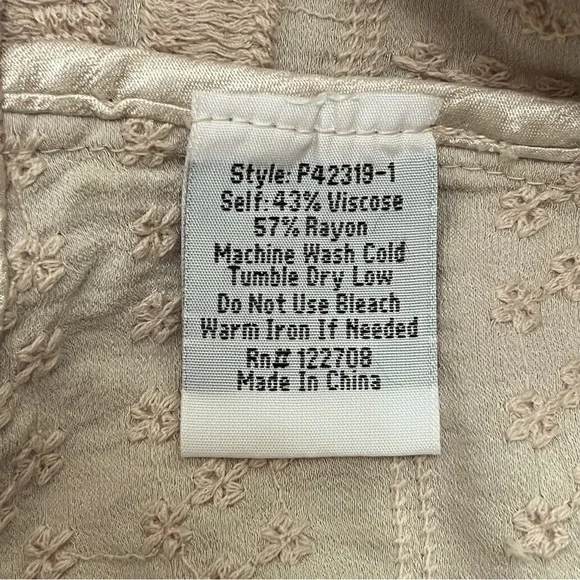 Style: P42319-1
Self: 43% Viscose
57% Rayon
Machine Wash Cold
Tumble Dry Low
Do Not Use Bleach
Warm Iron If Needed
Rn# 122708
Made In China